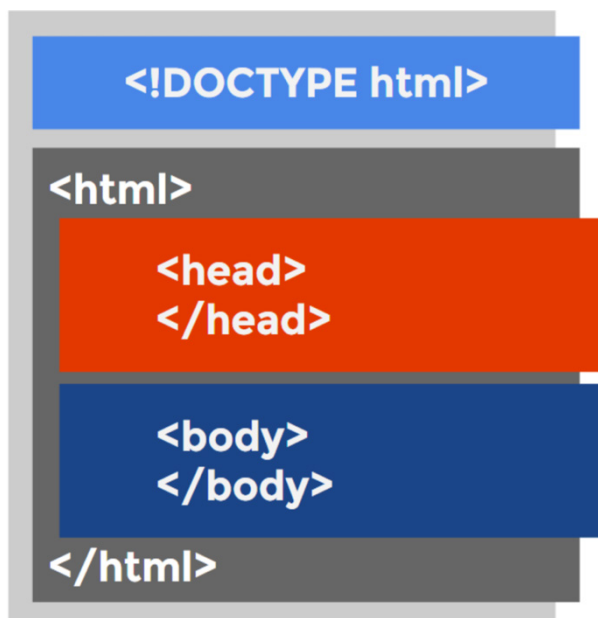 <!DOCTYPE html>
<html>
<head>
</head>
<body>
</body>
</html>